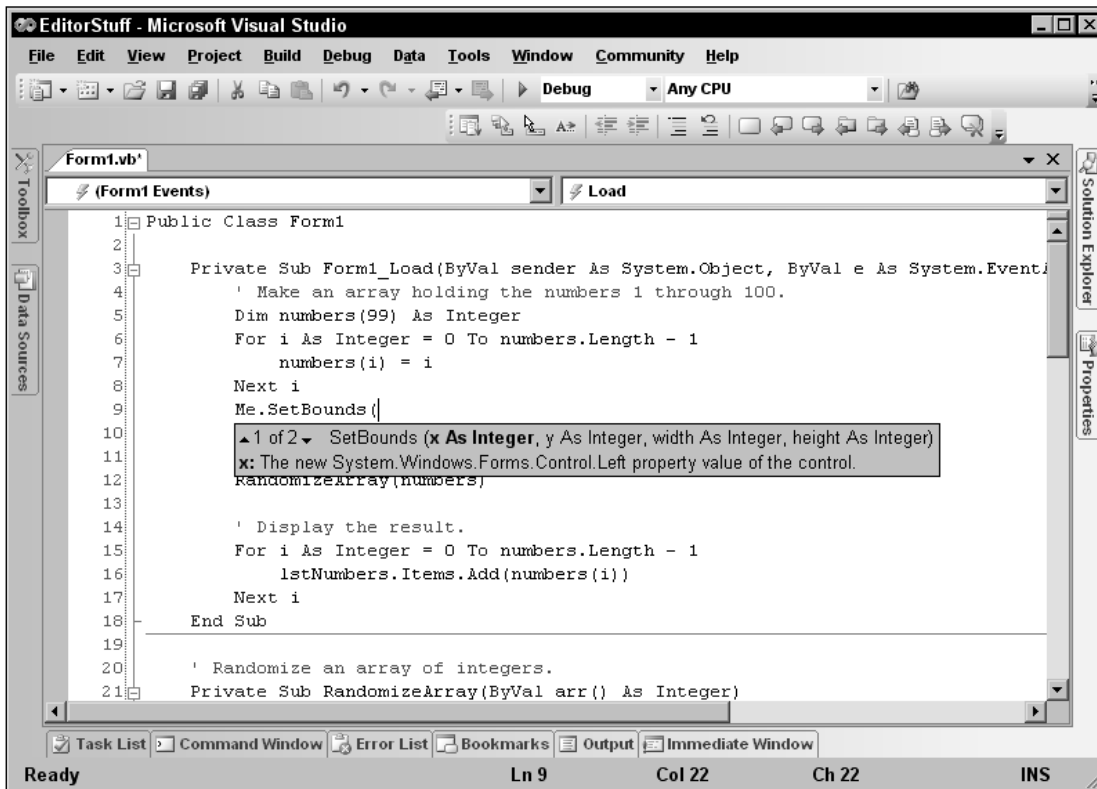 EditorStuff - Microsoft Visual Studio
File Edit View Project Build Debug Data Tools Window Community Help
Debug Any CPU
Toolbox
Data Sources
Form1.vb*
(Form1 Events) Load
1 Public Class Form1
2
3 Private Sub Form1_Load(ByVal sender As System.Object, ByVal e As System.Event
4 ' Make an array holding the numbers 1 through 100.
5 Dim numbers(99) As Integer
6 For i As Integer = 0 To numbers.Length - 1
7 numbers(i) = i
8 Next i
9 Me.SetBounds(
10 1 of 2 SetBounds (x As Integer, y As Integer, width As Integer, height As Integer)
11 x: The new System.Windows.Forms.Control.Left property value of the control.
12 RandomizeArray(numbers)
13
14 ' Display the result.
15 For i As Integer = 0 To numbers.Length - 1
16 lstNumbers.Items.Add(numbers(i))
17 Next i
18 End Sub
19
20 ' Randomize an array of integers.
21 Private Sub RandomizeArray(ByVal arr() As Integer)
Solution Explorer
Properties
Task List Command Window Error List Bookmarks Output Immediate Window
Ready Ln 9 Col 22 Ch 22 INS